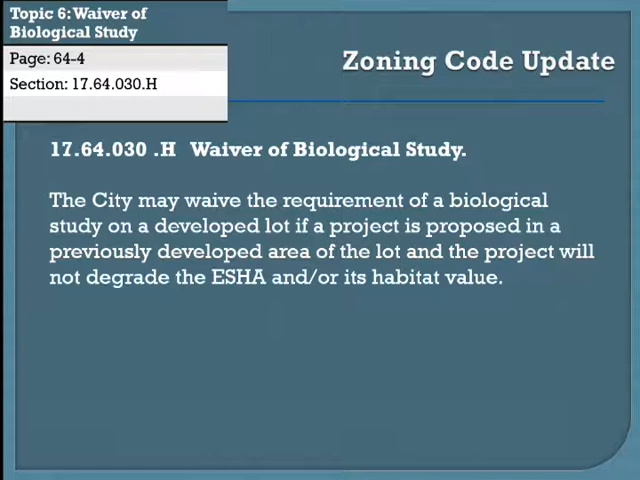 Topic 6: Waiver of
Biological Study
Page: 64-4
Section: 17.64.030.H
Zoning Code Update
17.64.030 .H Waiver of Biological Study.
The City may waive the requirement of a biological
study on a developed lot if a project is proposed in a
previously developed area of the lot and the project will
not degrade the ESHA and/or its habitat value.